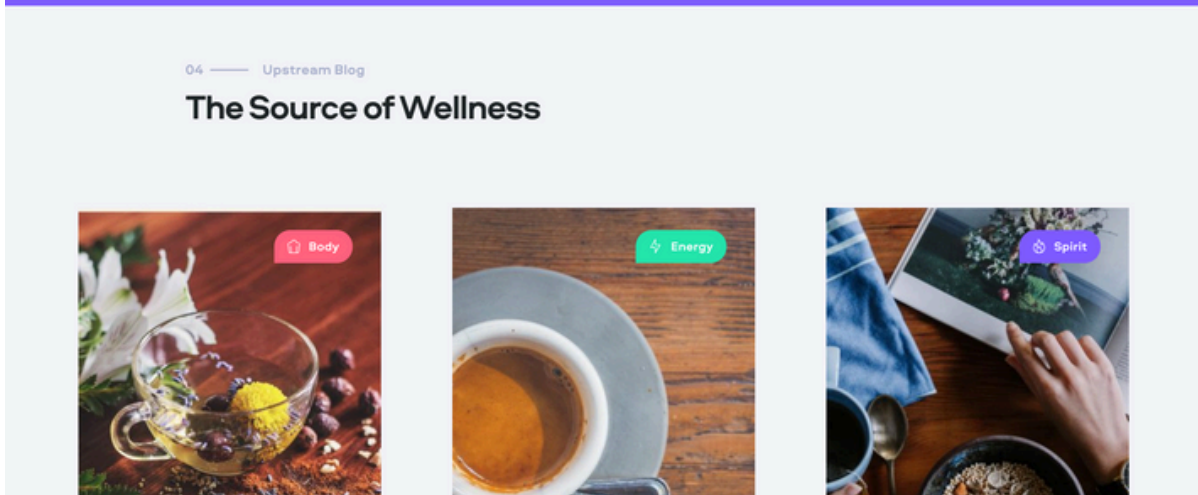 04 Upstream Blog
The Source of Wellness
Body
Energy
Spirit